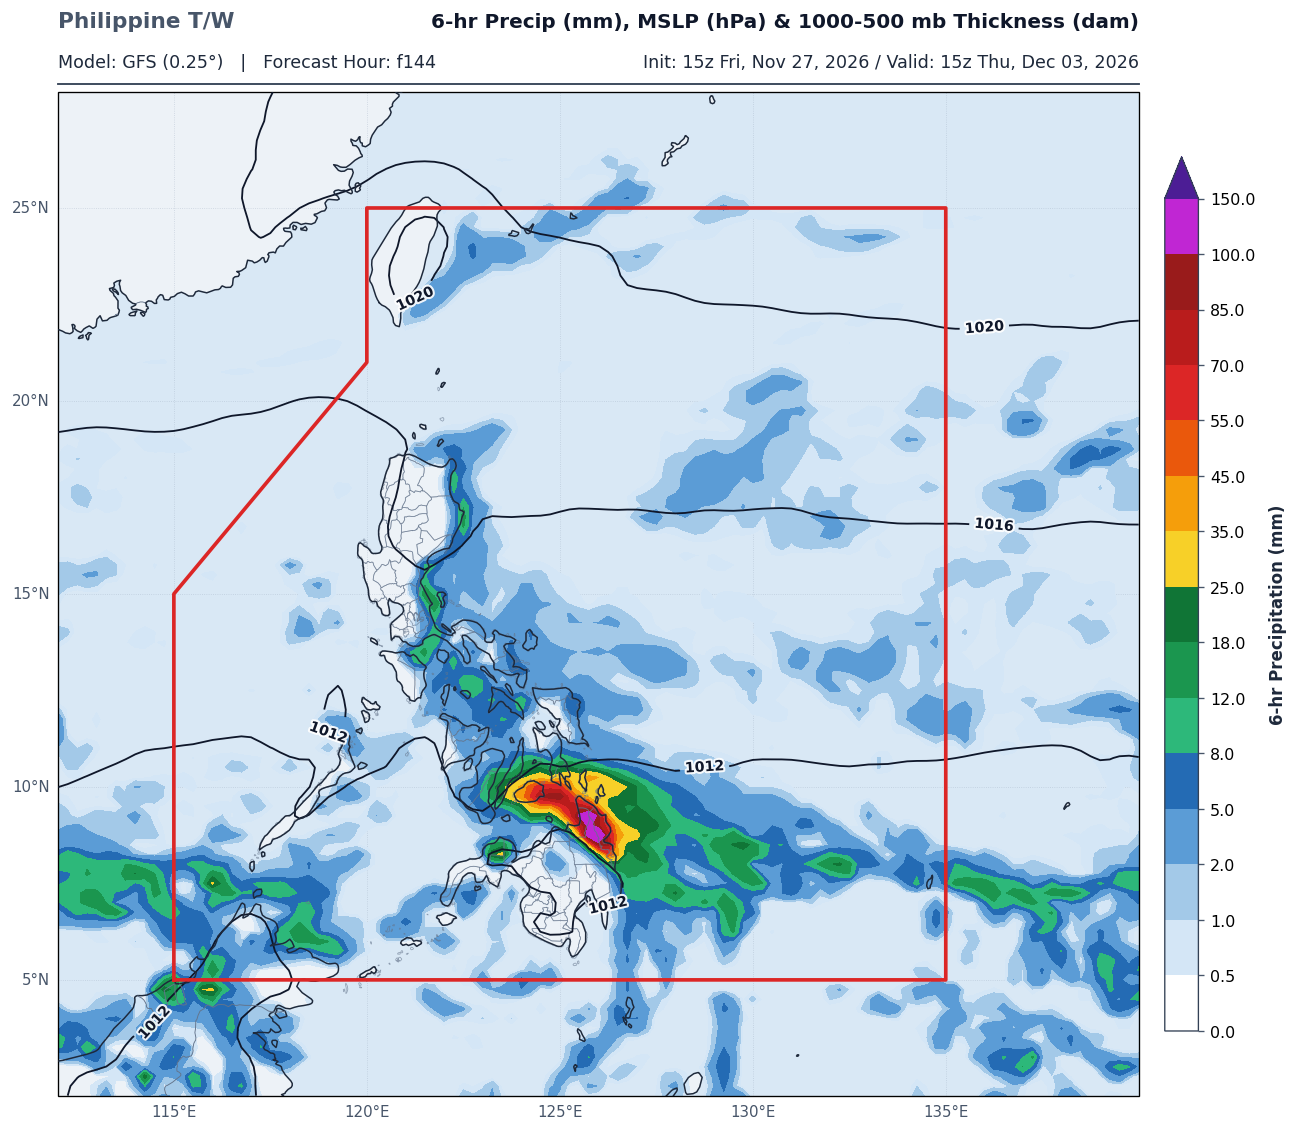 Philippine T/W
6-hr Precip (mm), MSLP (hPa) & 1000-500 mb Thickness (dam)
Model: GFS (0.25°) | Forecast Hour: f144
Init: 15z Fri, Nov 27, 2026 / Valid: 15z Thu, Dec 03, 2026
25°N
20°N
15°N
10°N
5°N
115°E
120°E
125°E
130°E
135°E
1020
1020
1016
1012
1012
1012
1012
150.0
100.0
85.0
70.0
55.0
45.0
35.0
25.0
18.0
12.0
8.0
5.0
2.0
1.0
0.5
0.0
6-hr Precipitation (mm)